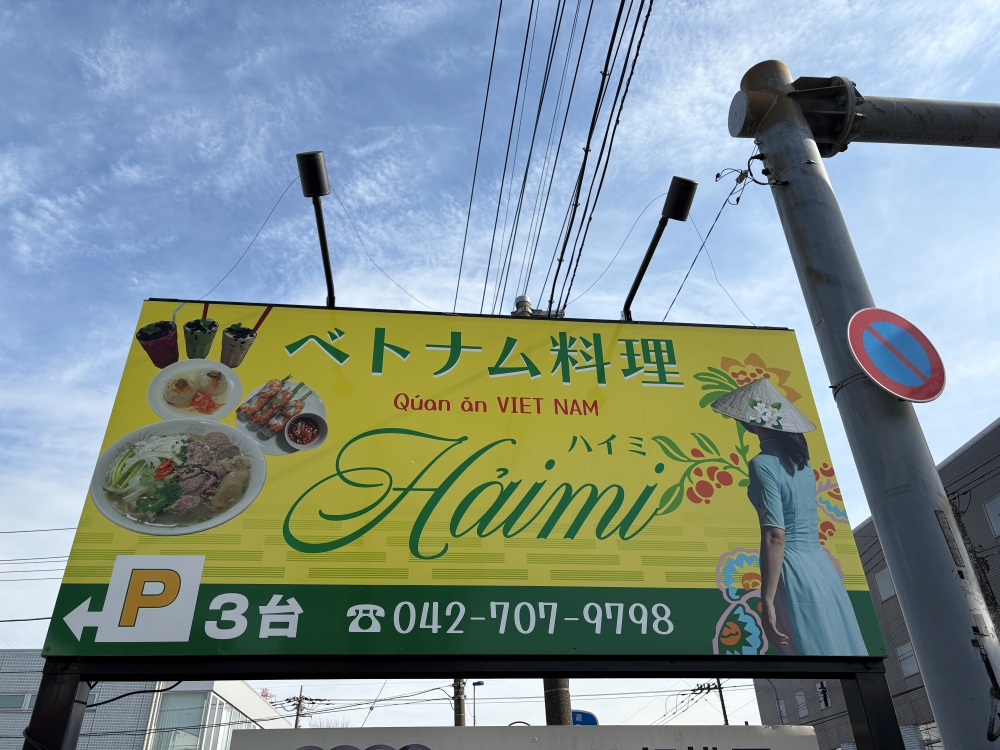 ベトナム料理
Qúan ăn VIET NAM
ハイミ
Hảimi
P 3台 ☎042-707-9798